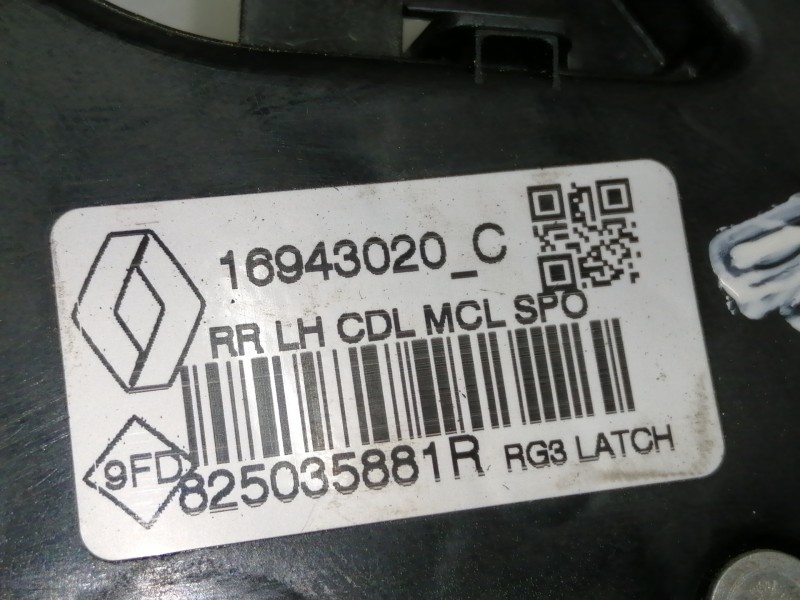 16943020_C
RR LH CDL MCL SPO
9FD
825035881R RG3 LATCH